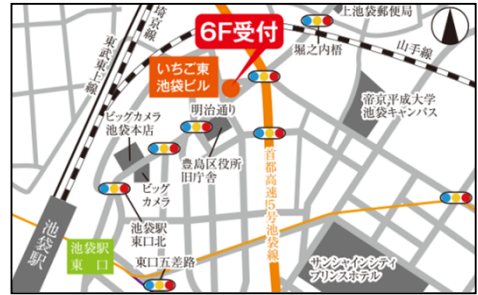 上池袋郵便局
埼京線
6F受付
堀之内梧
山手線
東武東上線
いちご東
池袋ビル
帝京平成大学
池袋キャンパス
明治通り
ビッグカメラ
池袋本店
豊島区役所
旧庁舎
首都高速5号池袋線
ビッグ
カメラ
池袋駅
東口北
池袋駅
池袋駅
東口
東口五差路
サンシャインシティ
プリンスホテル